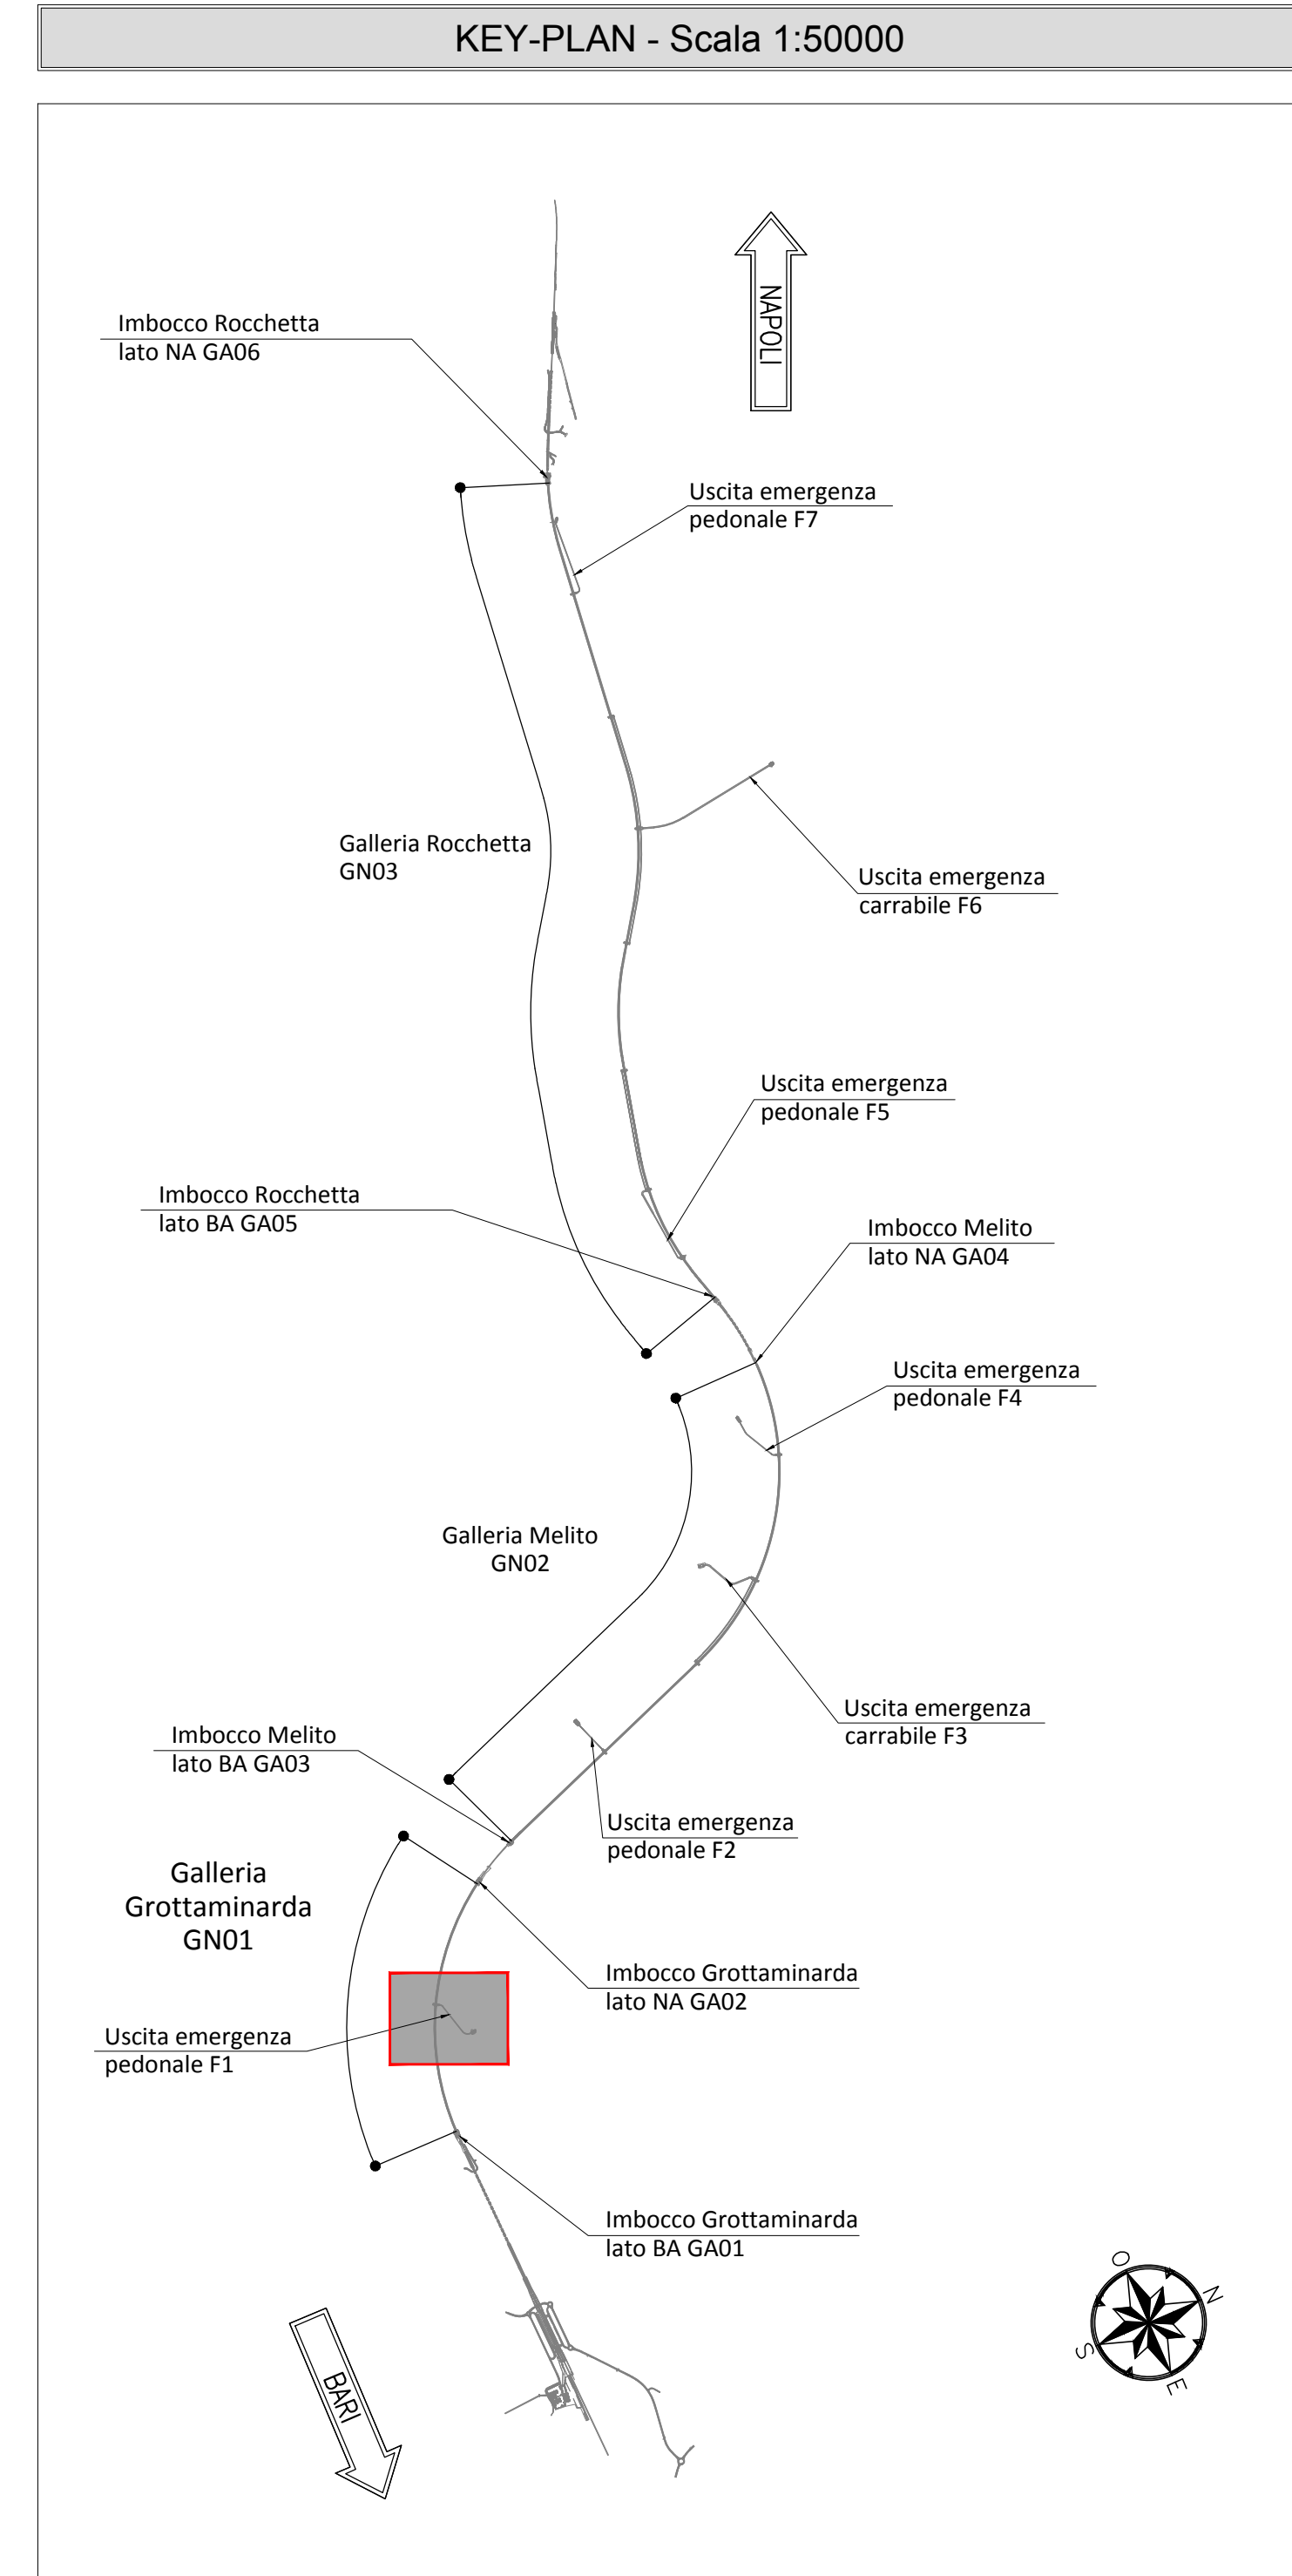 KEY-PLAN - Scala 1:50000
NAPOLI
Imbocco Rocchetta
lato NA GA06
Uscita emergenza
pedonale F7
Galleria Rocchetta
GN03
Uscita emergenza
carrabile F6
Uscita emergenza
pedonale F5
Imbocco Rocchetta
lato BA GA05
Imbocco Melito
lato NA GA04
Uscita emergenza
pedonale F4
Galleria Melito
GN02
Uscita emergenza
carrabile F3
Imbocco Melito
lato BA GA03
Uscita emergenza
pedonale F2
Galleria
Grottaminarda
GN01
Imbocco Grottaminarda
lato NA GA02
Uscita emergenza
pedonale F1
Imbocco Grottaminarda
lato BA GA01
BARI
O
N
S
E